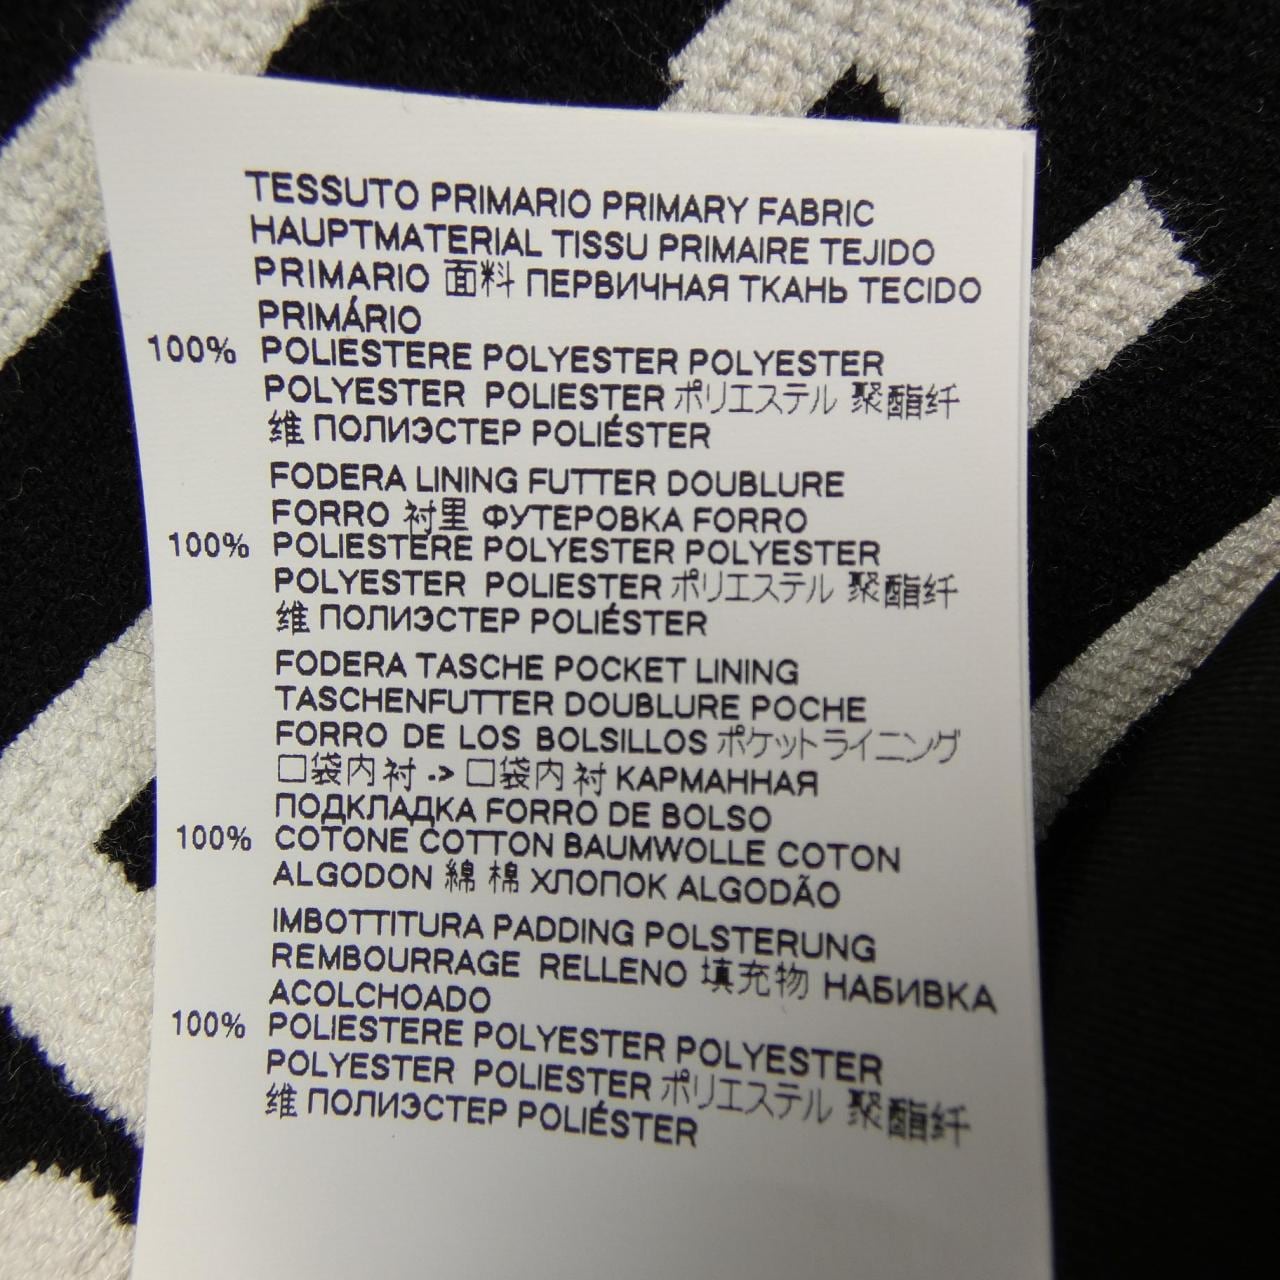 TESSUTO PRIMARIO PRIMARY FABRIC
HAUPTMATERIAL TISSU PRIMAIRE TEJIDO
PRIMARIO 面料 ПЕРВИЧНАЯ ТКАНЬ TECIDO
PRIMÁRIO
100% POLIESTERE POLYESTER POLYESTER
POLYESTER POLIESTER ポリエステル 聚酯纤
维 ПОЛИЭСТЕР POLIÉSTER
FODERA LINING FUTTER DOUBLURE
FORRO 衬里 ФУТЕРОВКА FORRO
100% POLIESTERE POLYESTER POLYESTER
POLYESTER POLIESTER ポリエステル 聚酯纤
维 ПОЛИЭСТЕР POLIÉSTER
FODERA TASCHE POCKET LINING
TASCHENFUTTER DOUBLURE POCHE
FORRO DE LOS BOLSILLOS ポケットライニング
口袋内衬 -> 口袋内衬 КАРМАННАЯ
ПОДКЛАДКА FORRO DE BOLSO
100% COTONE COTTON BAUMWOLLE COTON
ALGODON 綿 棉 ХЛОПОК ALGODÃO
IMBOTTITURA PADDING POLSTERUNG
REMBOURRAGE RELLENO 填充物 НАБИВКА
ACOLCHOADO
100% POLIESTERE POLYESTER POLYESTER
POLYESTER POLIESTER ポリエステル 聚酯纤
维 ПОЛИЭСТЕР POLIÉSTER